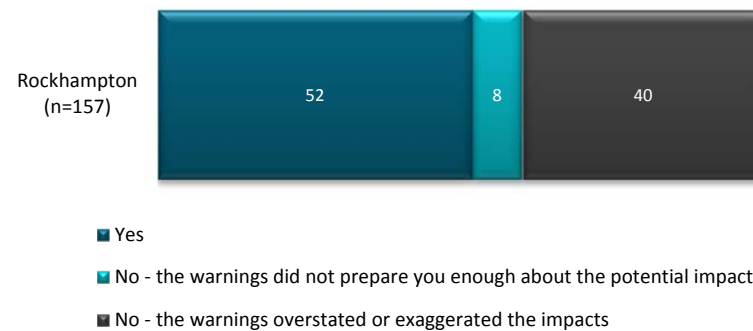 Rockhampton
(n=157)
52 8 40
Yes
No - the warnings did not prepare you enough about the potential impact
No - the warnings overstated or exaggerated the impacts